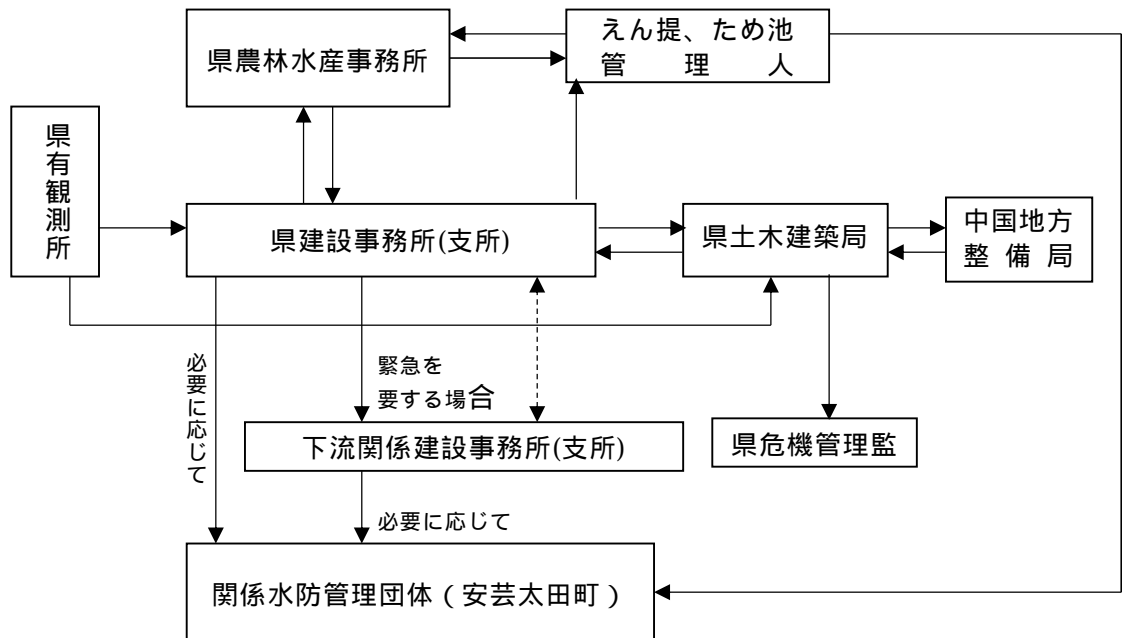 えん提、ため池
管理人
県農林水産事務所
県有観測所
県建設事務所(支所)
県土木建築局
中国地方
整備局
必要に応じて
緊急を
要する場合
下流関係建設事務所(支所)
県危機管理監
必要に応じて
関係水防管理団体(安芸太田町)